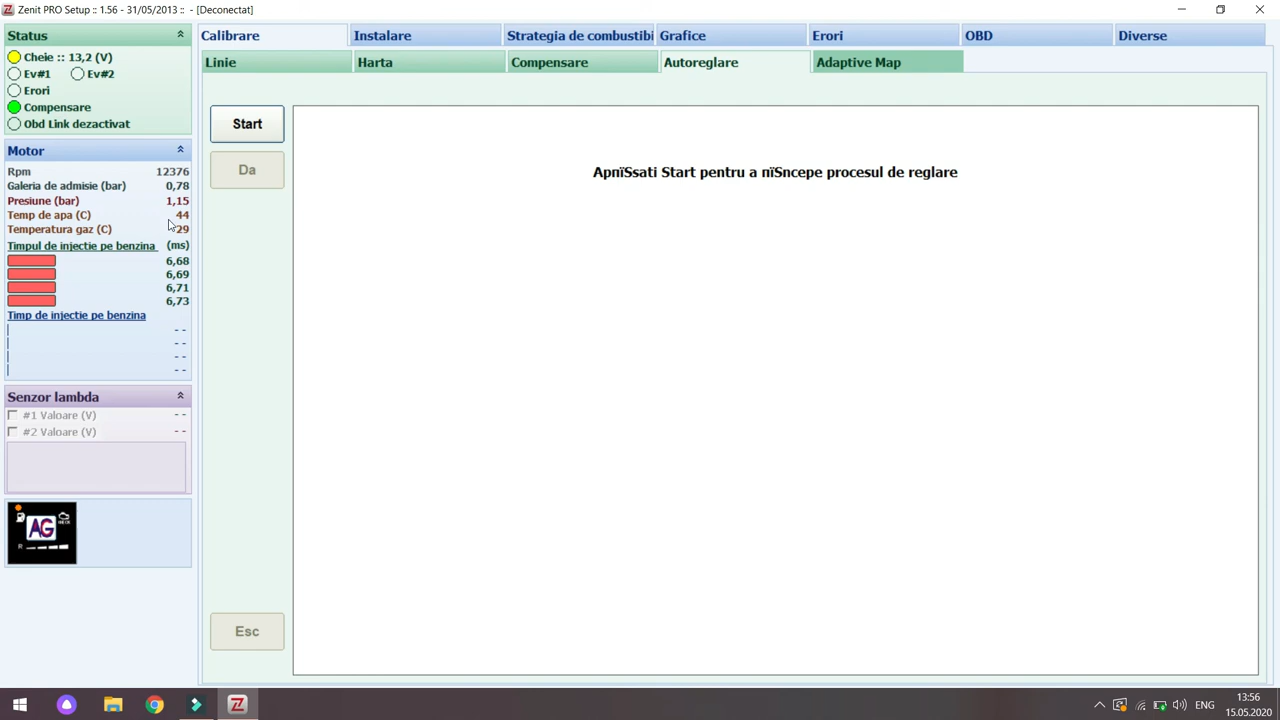 Zenit PRO Setup :: 1.56 - 31/05/2013 :: - [Deconectat]
Status
Cheie :: 13,2 (V)
Ev#1 Ev#2
Erori
Compensare
Obd Link dezactivat
Motor
Rpm 12376
Galeria de admisie (bar) 0,78
Presiune (bar) 1,15
Temp de apa (C) 44
Temperatura gaz (C) 29
Timpul de injectie pe benzina (ms)
6,68
6,69
6,71
6,73
Timp de injectie pe benzina
- -
- -
- -
- -
Senzor lambda
#1 Valoare (V) - -
#2 Valoare (V) - -
AG
R
Calibrare Instalare Strategia de combustibi Grafice Erori OBD Diverse
Linie Harta Compensare Autoreglare Adaptive Map
Start
Da
Esc
ApnïSsati Start pentru a nïSncepe procesul de reglare
ENG
13:56
15.05.2020